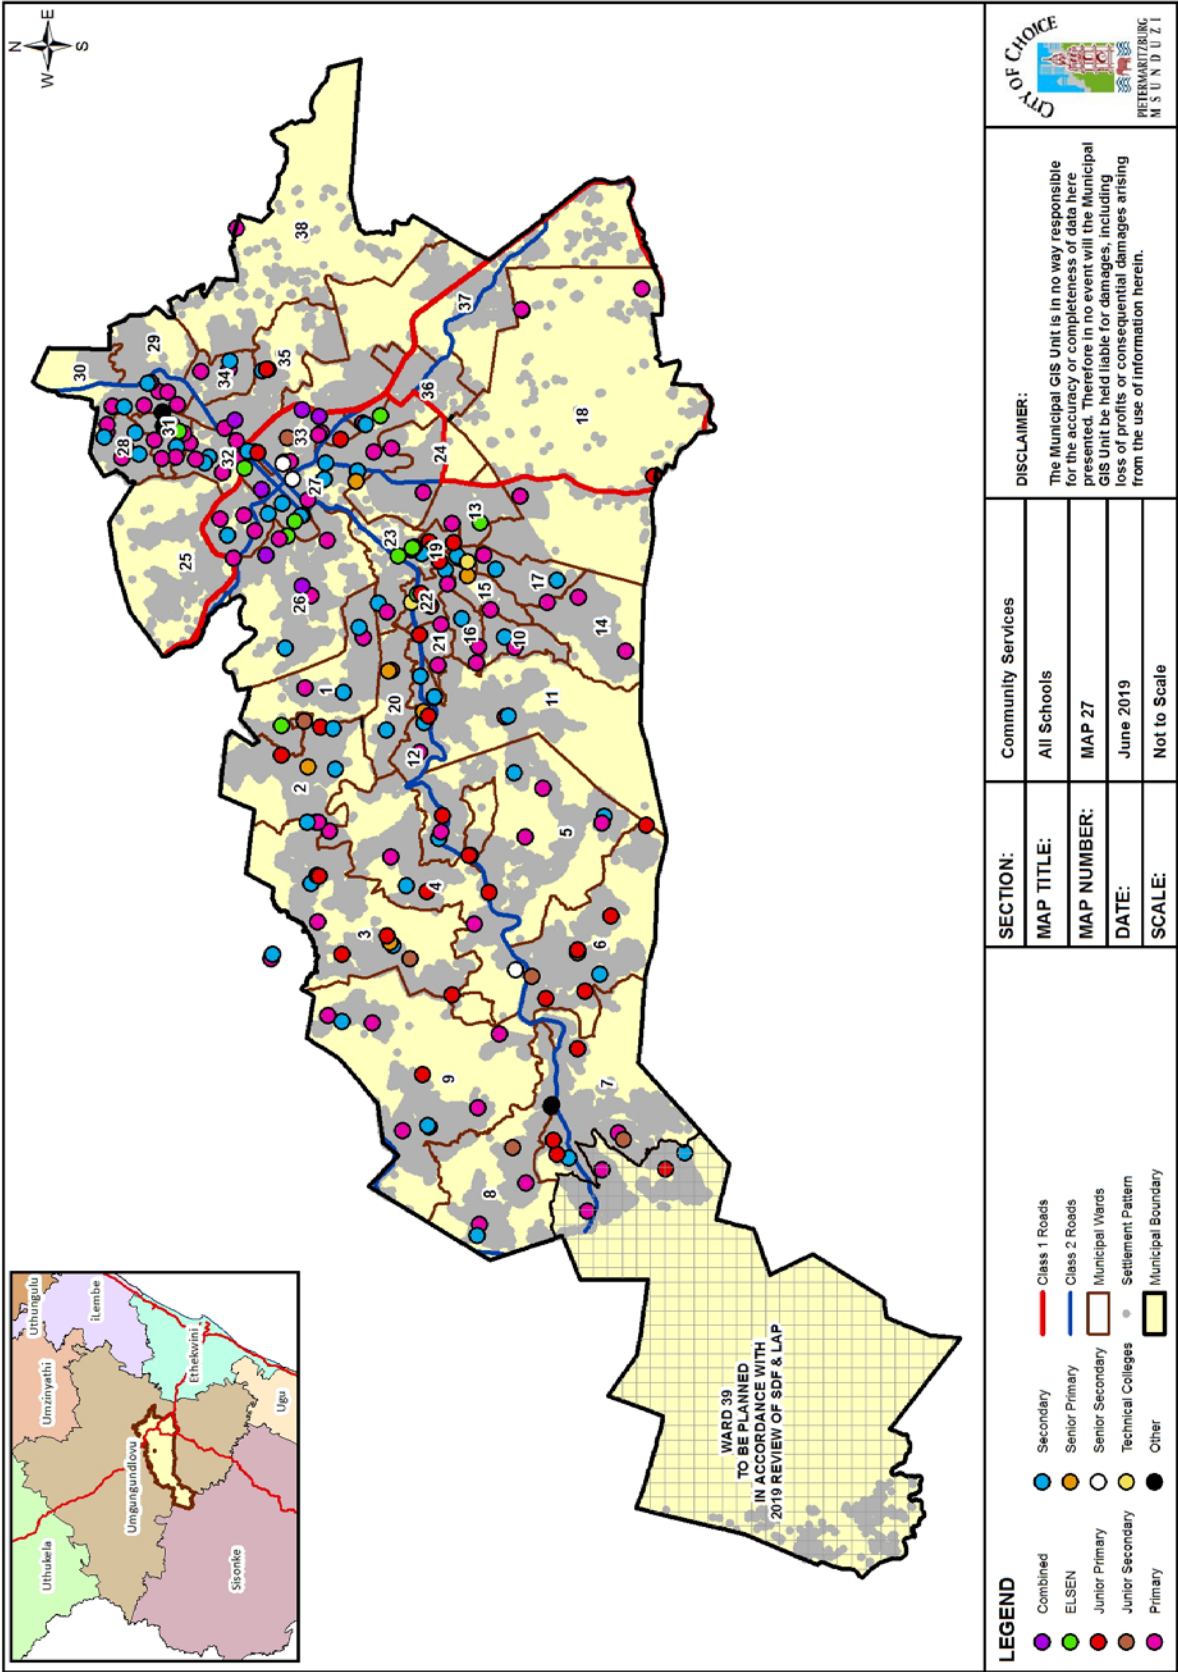 N
W
E
S
Uthukela
Umzinyathi
Uthungulu
iLembe
Umgungundlovu
Ethekwini
Ugu
Sisonke
30
29
28
31
34
35
38
32
33
27
25
26
36
37
24
18
13
23
19
22
15
17
21
16
10
14
1
20
12
11
2
5
4
3
6
9
7
8
WARD 39
TO BE PLANNED
IN ACCORDANCE WITH
2019 REVIEW OF SDF & LAP
LEGEND
Combined
ELSEN
Junior Primary
Junior Secondary
Primary
Secondary
Senior Primary
Senior Secondary
Technical Colleges
Other
Class 1 Roads
Class 2 Roads
Municipal Wards
Settlement Pattern
Municipal Boundary
SECTION: Community Services
MAP TITLE: All Schools
MAP NUMBER: MAP 27
DATE: June 2019
SCALE: Not to Scale
DISCLAIMER:
The Municipal GIS Unit is in no way responsible
for the accuracy or completeness of data here
presented. Therefore in no event will the Municipal
GIS Unit be held liable for damages, including
loss of profits or consequential damages arising
from the use of information herein.
CITY OF CHOICE
PIETERMARITZBURG
MSUNDUZI